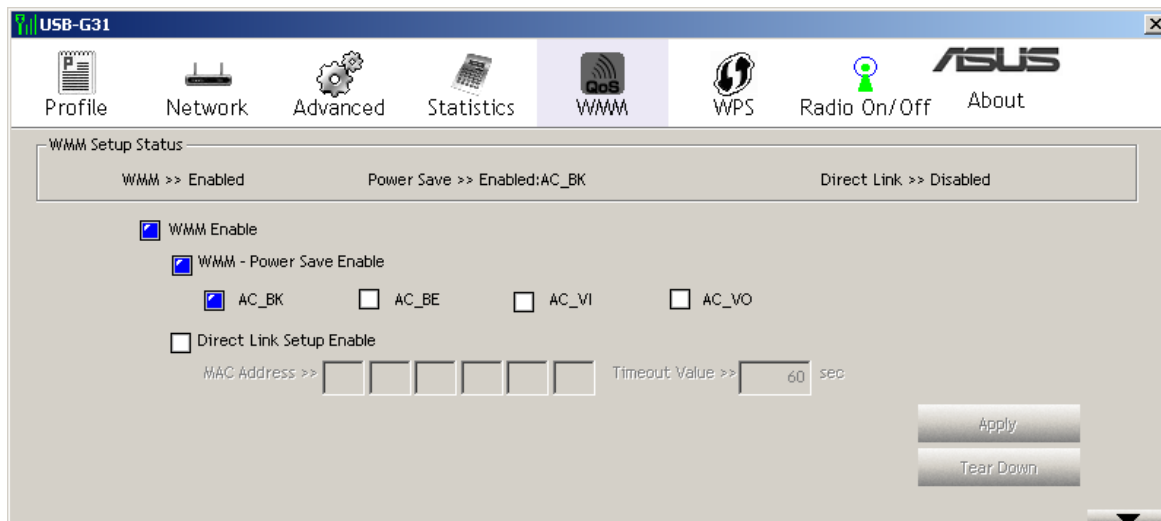 USB-G31
Profile Network Advanced Statistics QoS WMM WPS Radio On/Off ASUS About
WMM Setup Status
WMM >> Enabled Power Save >> Enabled:AC_BK Direct Link >> Disabled
WMM Enable
WMM - Power Save Enable
AC_BK AC_BE AC_VI AC_VO
Direct Link Setup Enable
MAC Address >> Timeout Value >> 60 sec
Apply
Tear Down